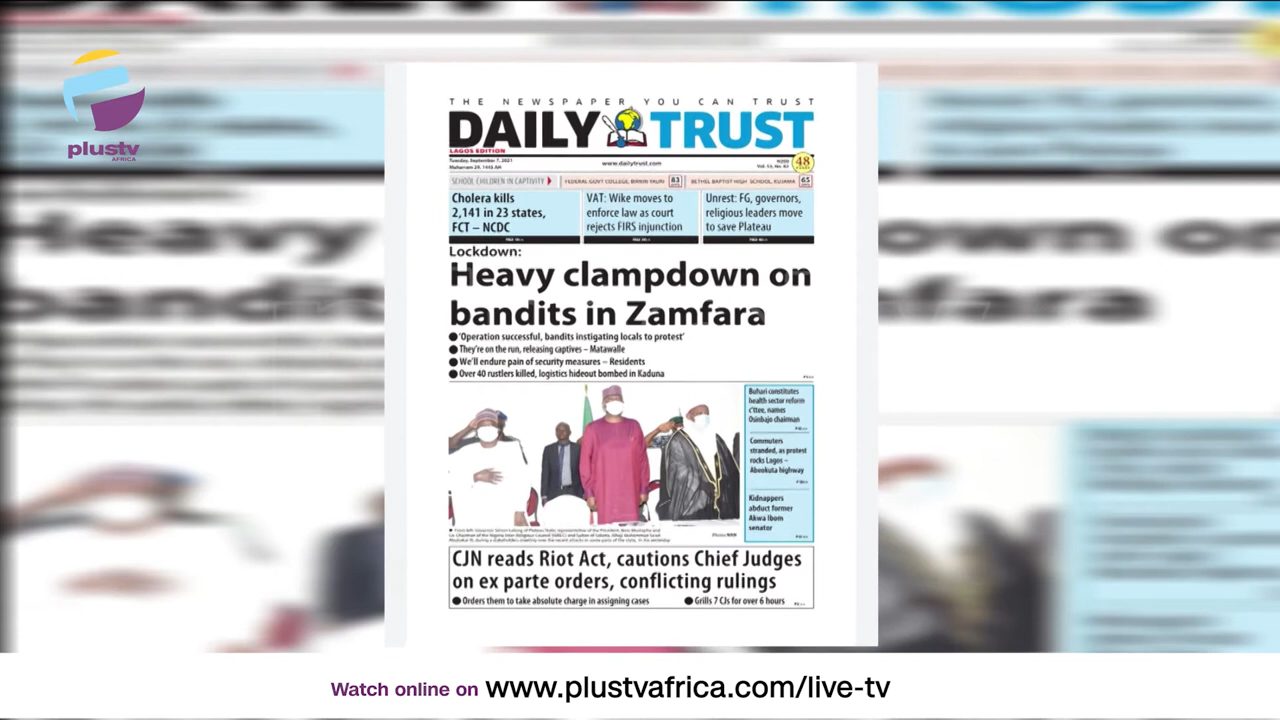 plustv
AFRICA
THE NEWSPAPER YOU CAN TRUST
DAILY TRUST
LAGOS EDITION
Tuesday, September 7, 2021
www.dailytrust.com
48
SCHOOL CHILDREN IN CAPTIVITY
FEDERAL GOVT COLLEGE, BIRNIN YAURI 83
BETHEL BAPTIST HIGH SCHOOL, KUJAMA 65
Cholera kills
2,141 in 23 states,
FCT – NCDC
VAT: Wike moves to
enforce law as court
rejects FIRS injunction
Unrest: FG, governors,
religious leaders move
to save Plateau
Lockdown:
Heavy clampdown on
bandits in Zamfara
● 'Operation successful, bandits instigating locals to protest'
● They're on the run, releasing captives – Matawalle
● We'll endure pain of security measures – Residents
● Over 40 rustlers killed, logistics hideout bombed in Kaduna
Buhari constitutes
health sector reform
c'ttee, names
Osinbajo chairman
Commuters
stranded, as protest
rocks Lagos –
Abeokuta highway
Kidnappers
abduct former
Akwa Ibom
senator
CJN reads Riot Act, cautions Chief Judges
on ex parte orders, conflicting rulings
● Orders them to take absolute charge in assigning cases
● Grills 7 CJs for over 6 hours
Watch online on www.plustvafrica.com/live-tv